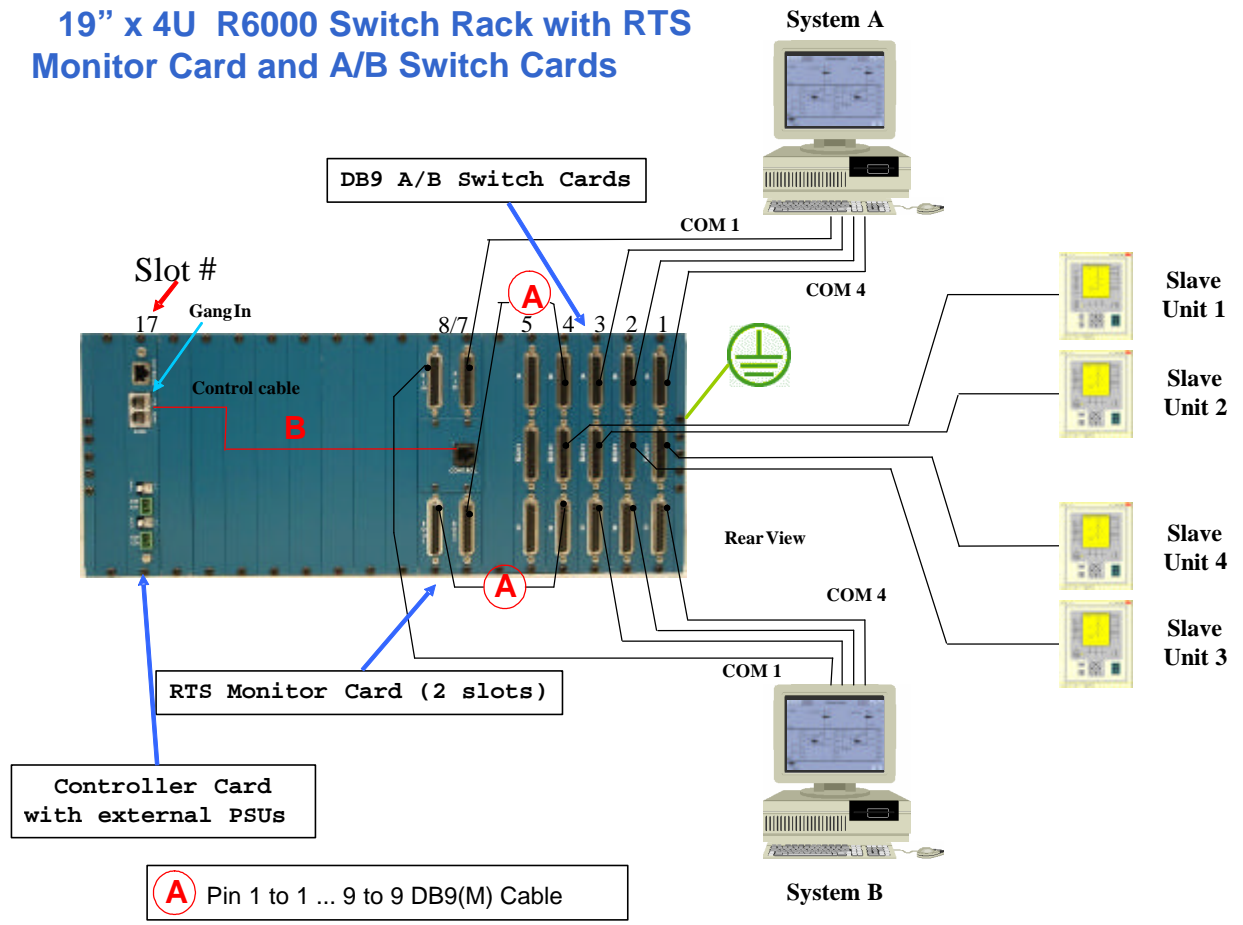 19” x 4U R6000 Switch Rack with RTS
Monitor Card and A/B Switch Cards
System A
DB9 A/B Switch Cards
COM 1
COM 4
Slot #
GangIn
A
17
8/7
5
4
3
2
1
Control cable
B
CONTROL
Slave
Unit 1
Slave
Unit 2
Rear View
Slave
Unit 4
A
COM 4
Slave
Unit 3
COM 1
RTS Monitor Card (2 slots)
Controller Card
with external PSUs
A Pin 1 to 1 ... 9 to 9 DB9(M) Cable
System B